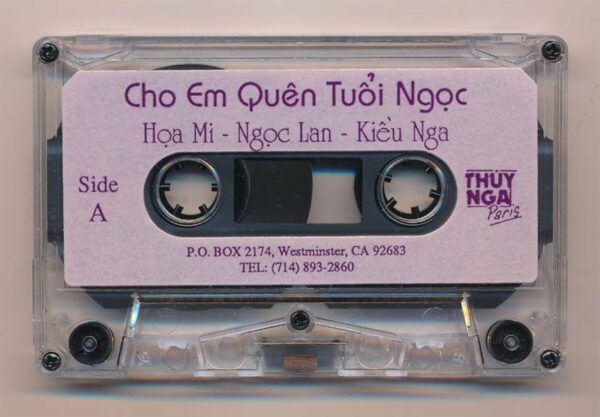 Cho Em Quên Tuổi Ngọc
Họa Mi - Ngọc Lan - Kiều Nga
Side
A
THÚY
NGA
Paris
P.O. BOX 2174, Westminster, CA 92683
TEL: (714) 893-2860